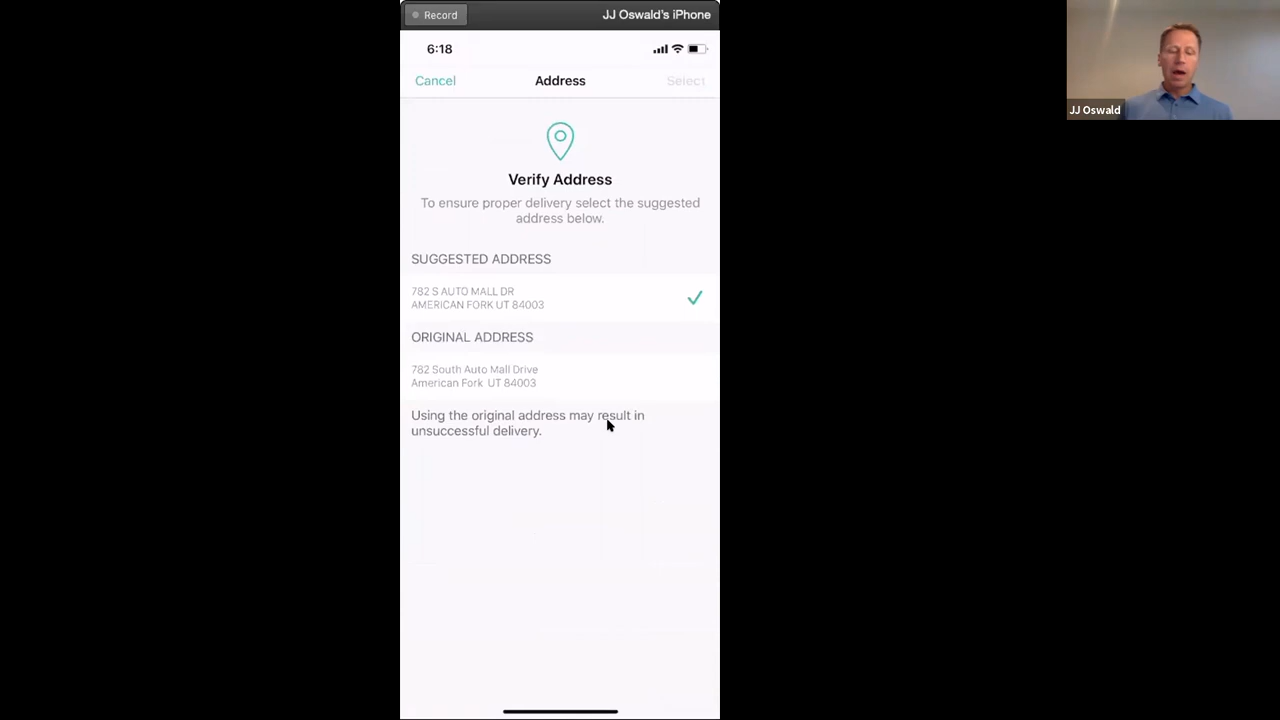 Record
JJ Oswald's iPhone
6:18
Cancel
Address
Select
Verify Address
To ensure proper delivery select the suggested
address below.
SUGGESTED ADDRESS
782 S AUTO MALL DR
AMERICAN FORK UT 84003
ORIGINAL ADDRESS
782 South Auto Mall Drive
American Fork UT 84003
Using the original address may result in
unsuccessful delivery.
JJ Oswald